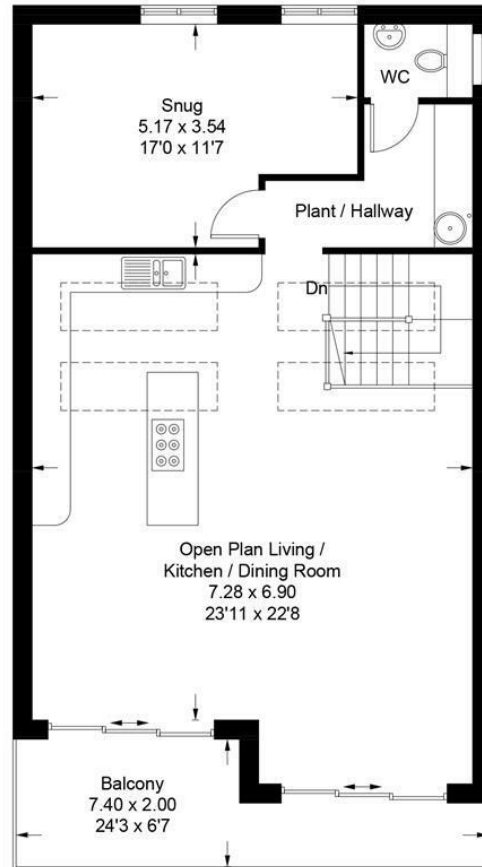 WC
Snug
5.17 x 3.54
17'0 x 11'7
Plant / Hallway
Dn
Open Plan Living /
Kitchen / Dining Room
7.28 x 6.90
23'11 x 22'8
Balcony
7.40 x 2.00
24'3 x 6'7